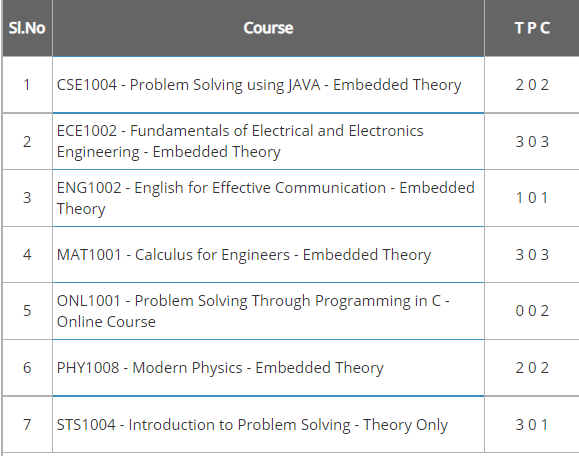 Sl.No Course T P C
1 CSE1004 - Problem Solving using JAVA - Embedded Theory 2 0 2
2 ECE1002 - Fundamentals of Electrical and Electronics
Engineering - Embedded Theory 3 0 3
3 ENG1002 - English for Effective Communication - Embedded
Theory 1 0 1
4 MAT1001 - Calculus for Engineers - Embedded Theory 3 0 3
5 ONL1001 - Problem Solving Through Programming in C -
Online Course 0 0 2
6 PHY1008 - Modern Physics - Embedded Theory 2 0 2
7 STS1004 - Introduction to Problem Solving - Theory Only 3 0 1